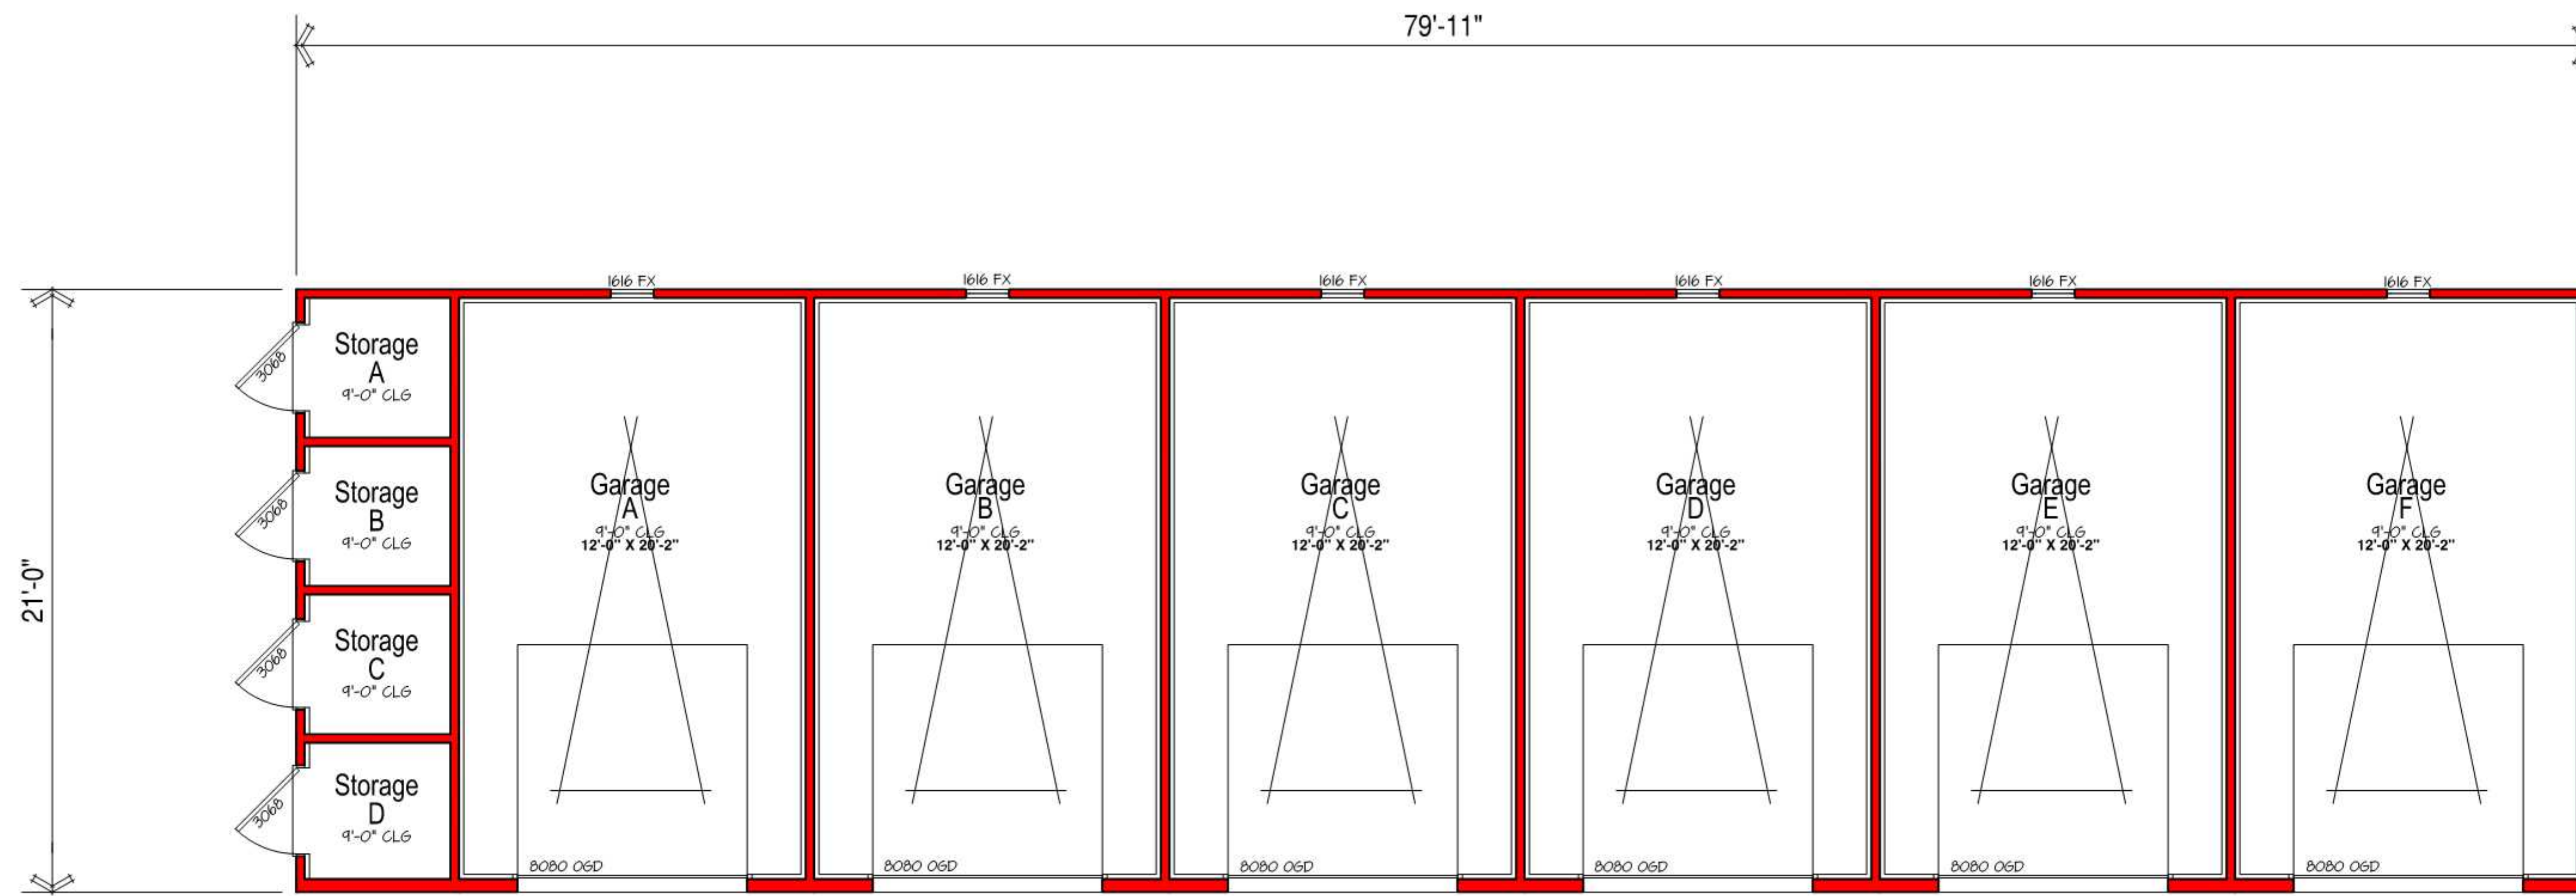 79'-11"
1616 FX
1616 FX
1616 FX
1616 FX
1616 FX
1616 FX
21'-0"
3068
Storage
A
9'-0" CLG
3068
Storage
B
9'-0" CLG
3068
Storage
C
9'-0" CLG
3068
Storage
D
9'-0" CLG
Garage
A
9'-0" CLG
12'-0" X 20'-2"
8080 OGD
Garage
B
9'-0" CLG
12'-0" X 20'-2"
8080 OGD
Garage
C
9'-0" CLG
12'-0" X 20'-2"
8080 OGD
Garage
D
9'-0" CLG
12'-0" X 20'-2"
8080 OGD
Garage
E
9'-0" CLG
12'-0" X 20'-2"
8080 OGD
Garage
F
9'-0" CLG
12'-0" X 20'-2"
8080 OGD